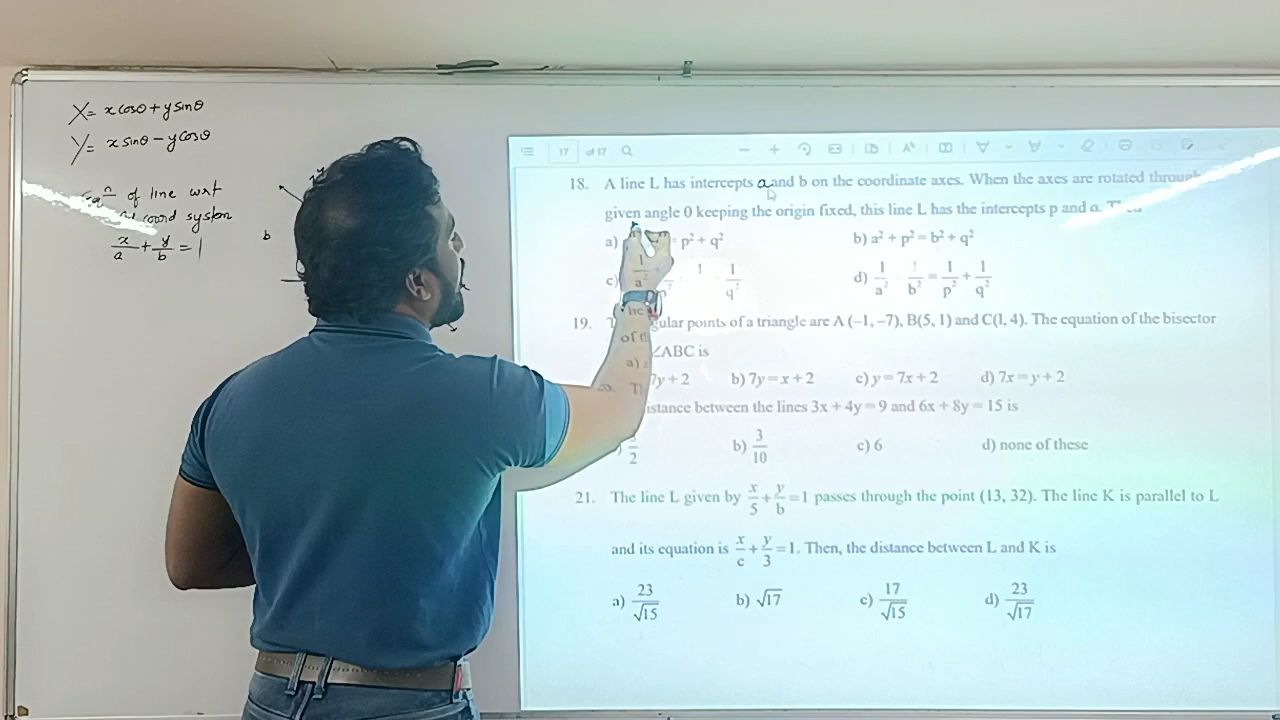 X= x cosθ + y sinθ
Y= x sinθ − y cosθ
of line wrt
coord system
x/a + y/b = 1
b
17 of 17
18. A line L has intercepts a and b on the coordinate axes. When the axes are rotated through
given angle θ keeping the origin fixed, this line L has the intercepts p and q.
a) = p² + q² b) a² + p² = b² + q²
c) 1/a² 1 1/q² d) 1/a² 1/b² = 1/p² + 1/q²
19. gular points of a triangle are A (−1, −7), B(5, 1) and C(1, 4). The equation of the bisector
∠ABC is
a) 7y + 2 b) 7y = x + 2 c) y = 7x + 2 d) 7x = y + 2
istance between the lines 3x + 4y = 9 and 6x + 8y = 15 is
2 b) 3/10 c) 6 d) none of these
21. The line L given by x/5 + y/b = 1 passes through the point (13, 32). The line K is parallel to L
and its equation is x/c + y/3 = 1. Then, the distance between L and K is
a) 23/√15 b) √17 c) 17/√15 d) 23/√17